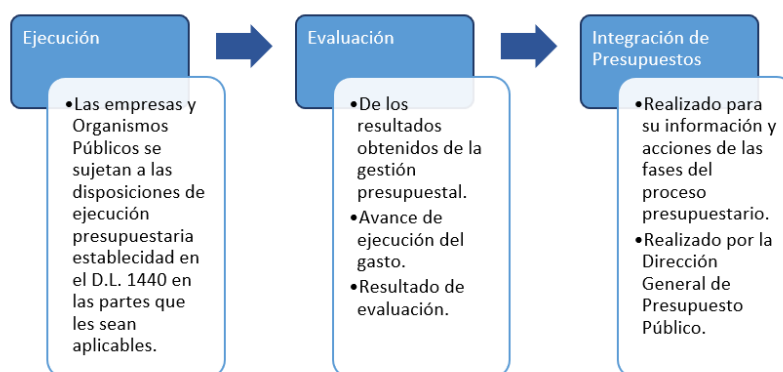 Ejecución
•Las empresas y
Organismos
Públicos se
sujetan a las
disposiciones de
ejecución
presupuestaria
establecidad en
el D.L. 1440 en
las partes que
les sean
aplicables.
Evaluación
•De los
resultados
obtenidos de la
gestión
presupuestal.
•Avance de
ejecución del
gasto.
•Resultado de
evaluación.
Integración de
Presupuestos
•Realizado para
su información y
acciones de las
fases del
proceso
presupuestario.
•Realizado por la
Dirección
General de
Presupuesto
Público.